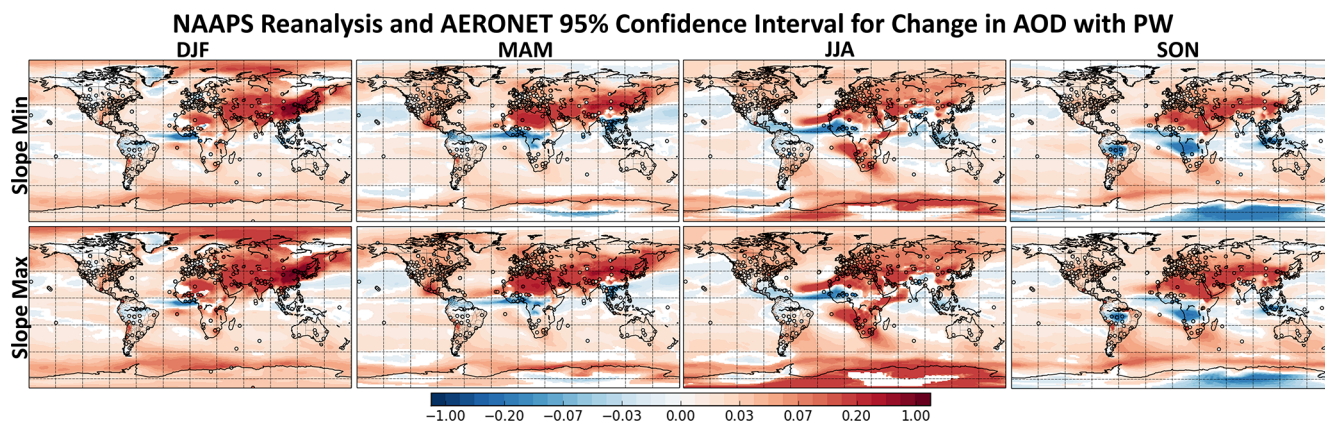 NAAPS Reanalysis and AERONET 95% Confidence Interval for Change in AOD with PW
DJF MAM JJA SON
Slope Min
Slope Max
−1.00 −0.20 −0.07 −0.03 0.00 0.03 0.07 0.20 1.00